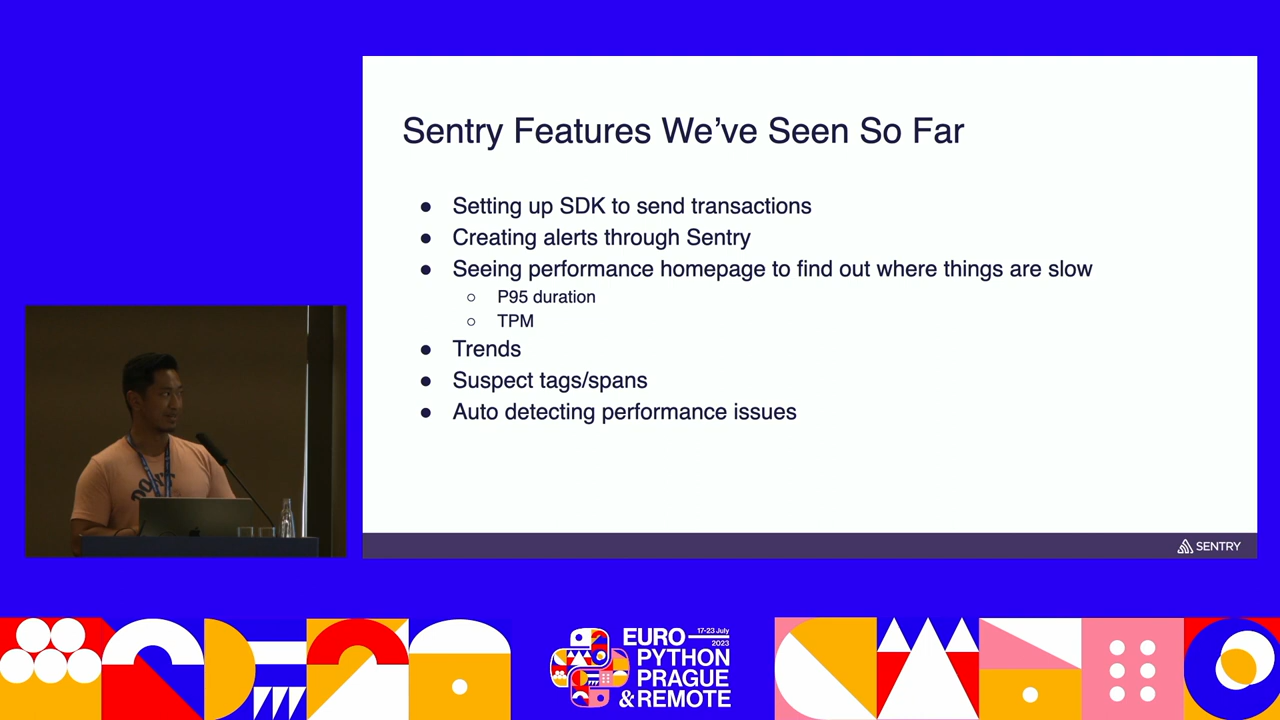 Sentry Features We've Seen So Far
● Setting up SDK to send transactions
● Creating alerts through Sentry
● Seeing performance homepage to find out where things are slow
○ P95 duration
○ TPM
● Trends
● Suspect tags/spans
● Auto detecting performance issues
SENTRY
DON'T
EURO
17-23 July
2023
PYTHON
PRAGUE
& REMOTE